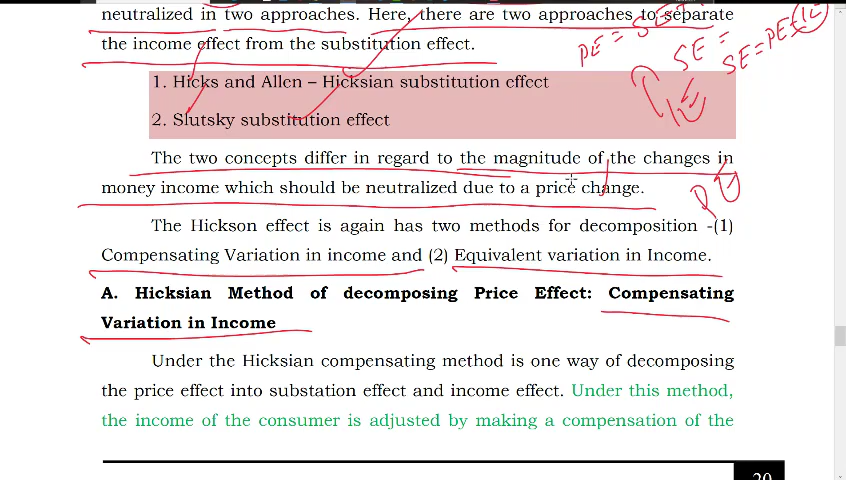 neutralized in two approaches. Here, there are two approaches to separate
the income effect from the substitution effect.
PE = SE
SE =
SE = PE - IE
IE
1. Hicks and Allen – Hicksian substitution effect
2. Slutsky substitution effect
The two concepts differ in regard to the magnitude of the changes in
money income which should be neutralized due to a price change.
The Hickson effect is again has two methods for decomposition -(1)
Compensating Variation in income and (2) Equivalent variation in Income.
A. Hicksian Method of decomposing Price Effect: Compensating
Variation in Income
Under the Hicksian compensating method is one way of decomposing
the price effect into substation effect and income effect. Under this method,
the income of the consumer is adjusted by making a compensation of the
20